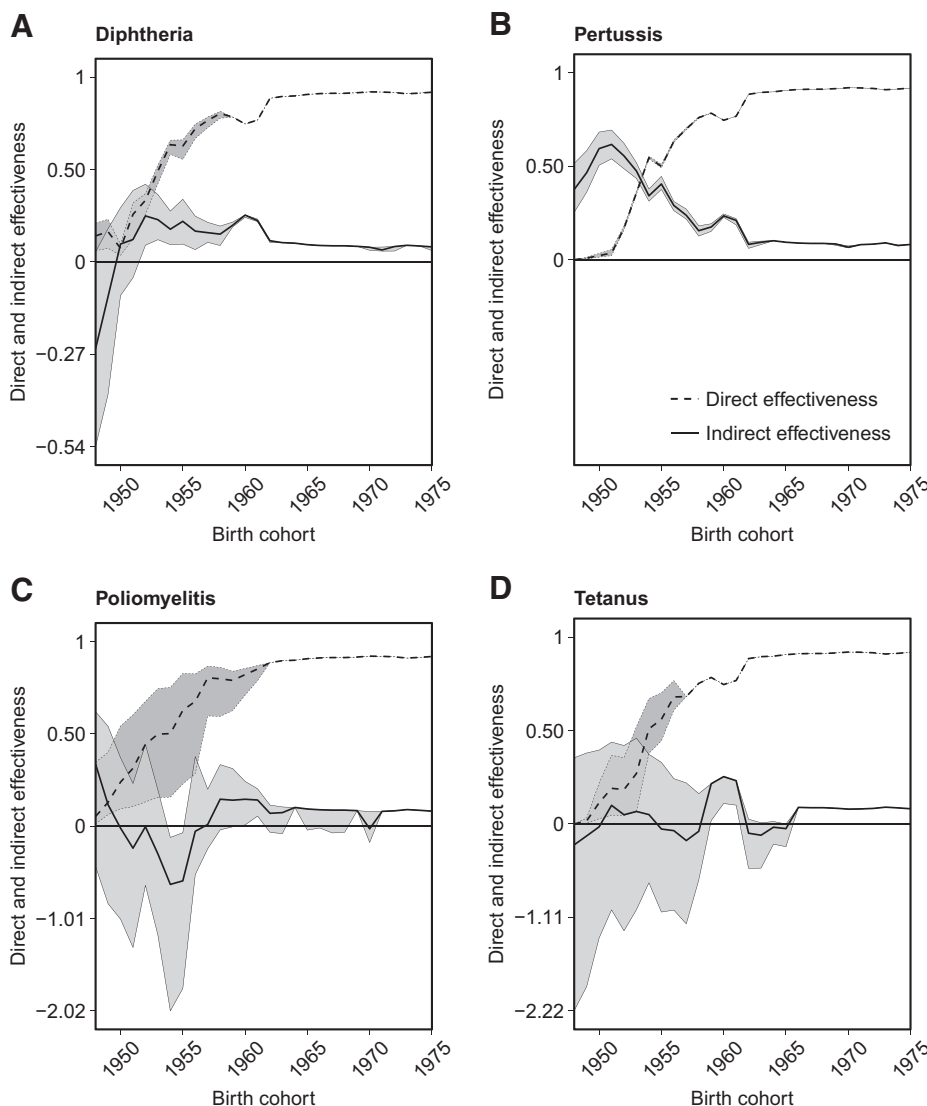 A
Diphtheria
Direct and indirect effectiveness
1
0.50
0
−0.27
−0.54
1950
1955
1960
1965
1970
1975
Birth cohort
B
Pertussis
Direct and indirect effectiveness
1
0.50
0
Direct effectiveness
Indirect effectiveness
1950
1955
1960
1965
1970
1975
Birth cohort
C
Poliomyelitis
Direct and indirect effectiveness
1
0.50
0
−1.01
−2.02
1950
1955
1960
1965
1970
1975
Birth cohort
D
Tetanus
Direct and indirect effectiveness
1
0.50
0
−1.11
−2.22
1950
1955
1960
1965
1970
1975
Birth cohort